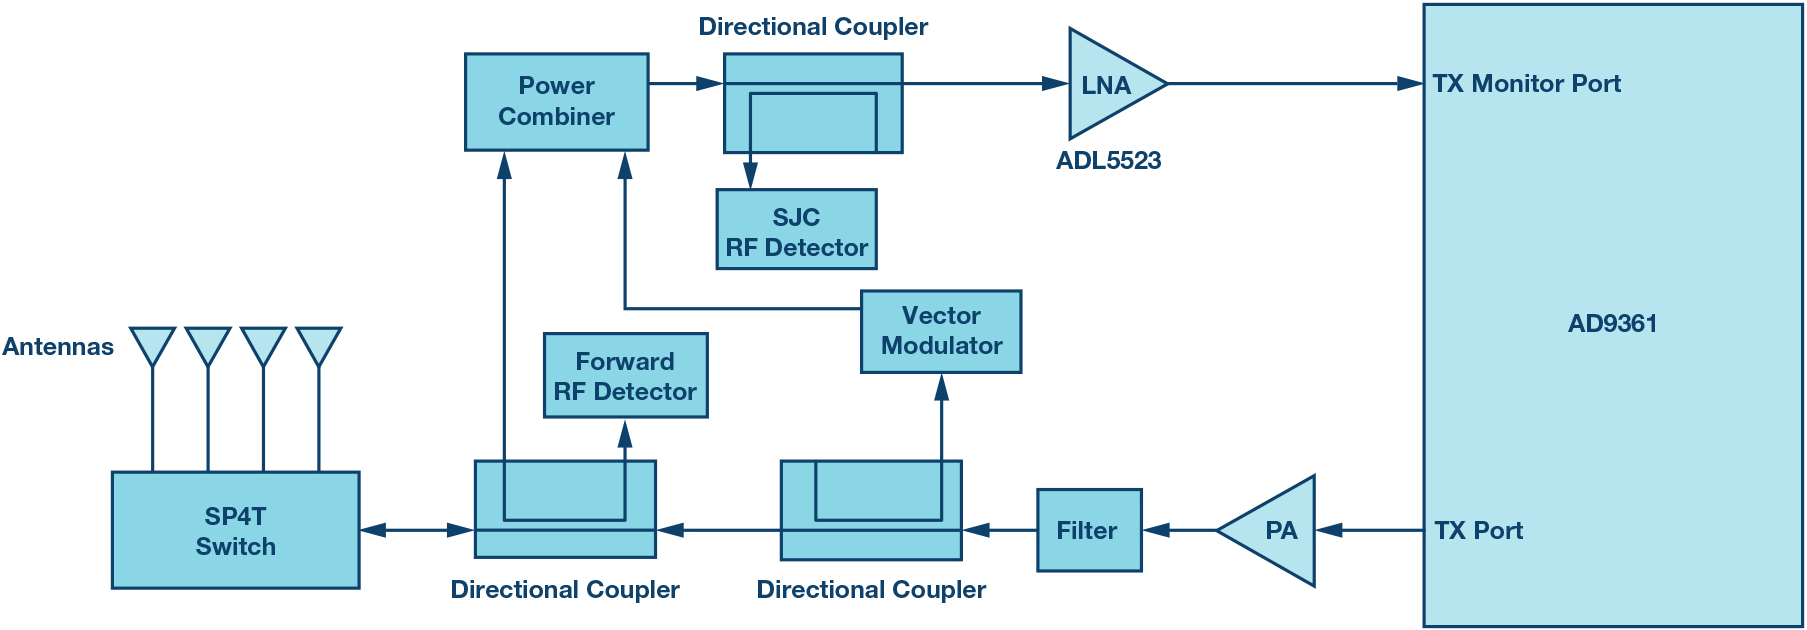 Directional Coupler
Power
Combiner
LNA
TX Monitor Port
ADL5523
SJC
RF Detector
Vector
Modulator
AD9361
Antennas
Forward
RF Detector
SP4T
Switch
Filter
PA
TX Port
Directional Coupler
Directional Coupler